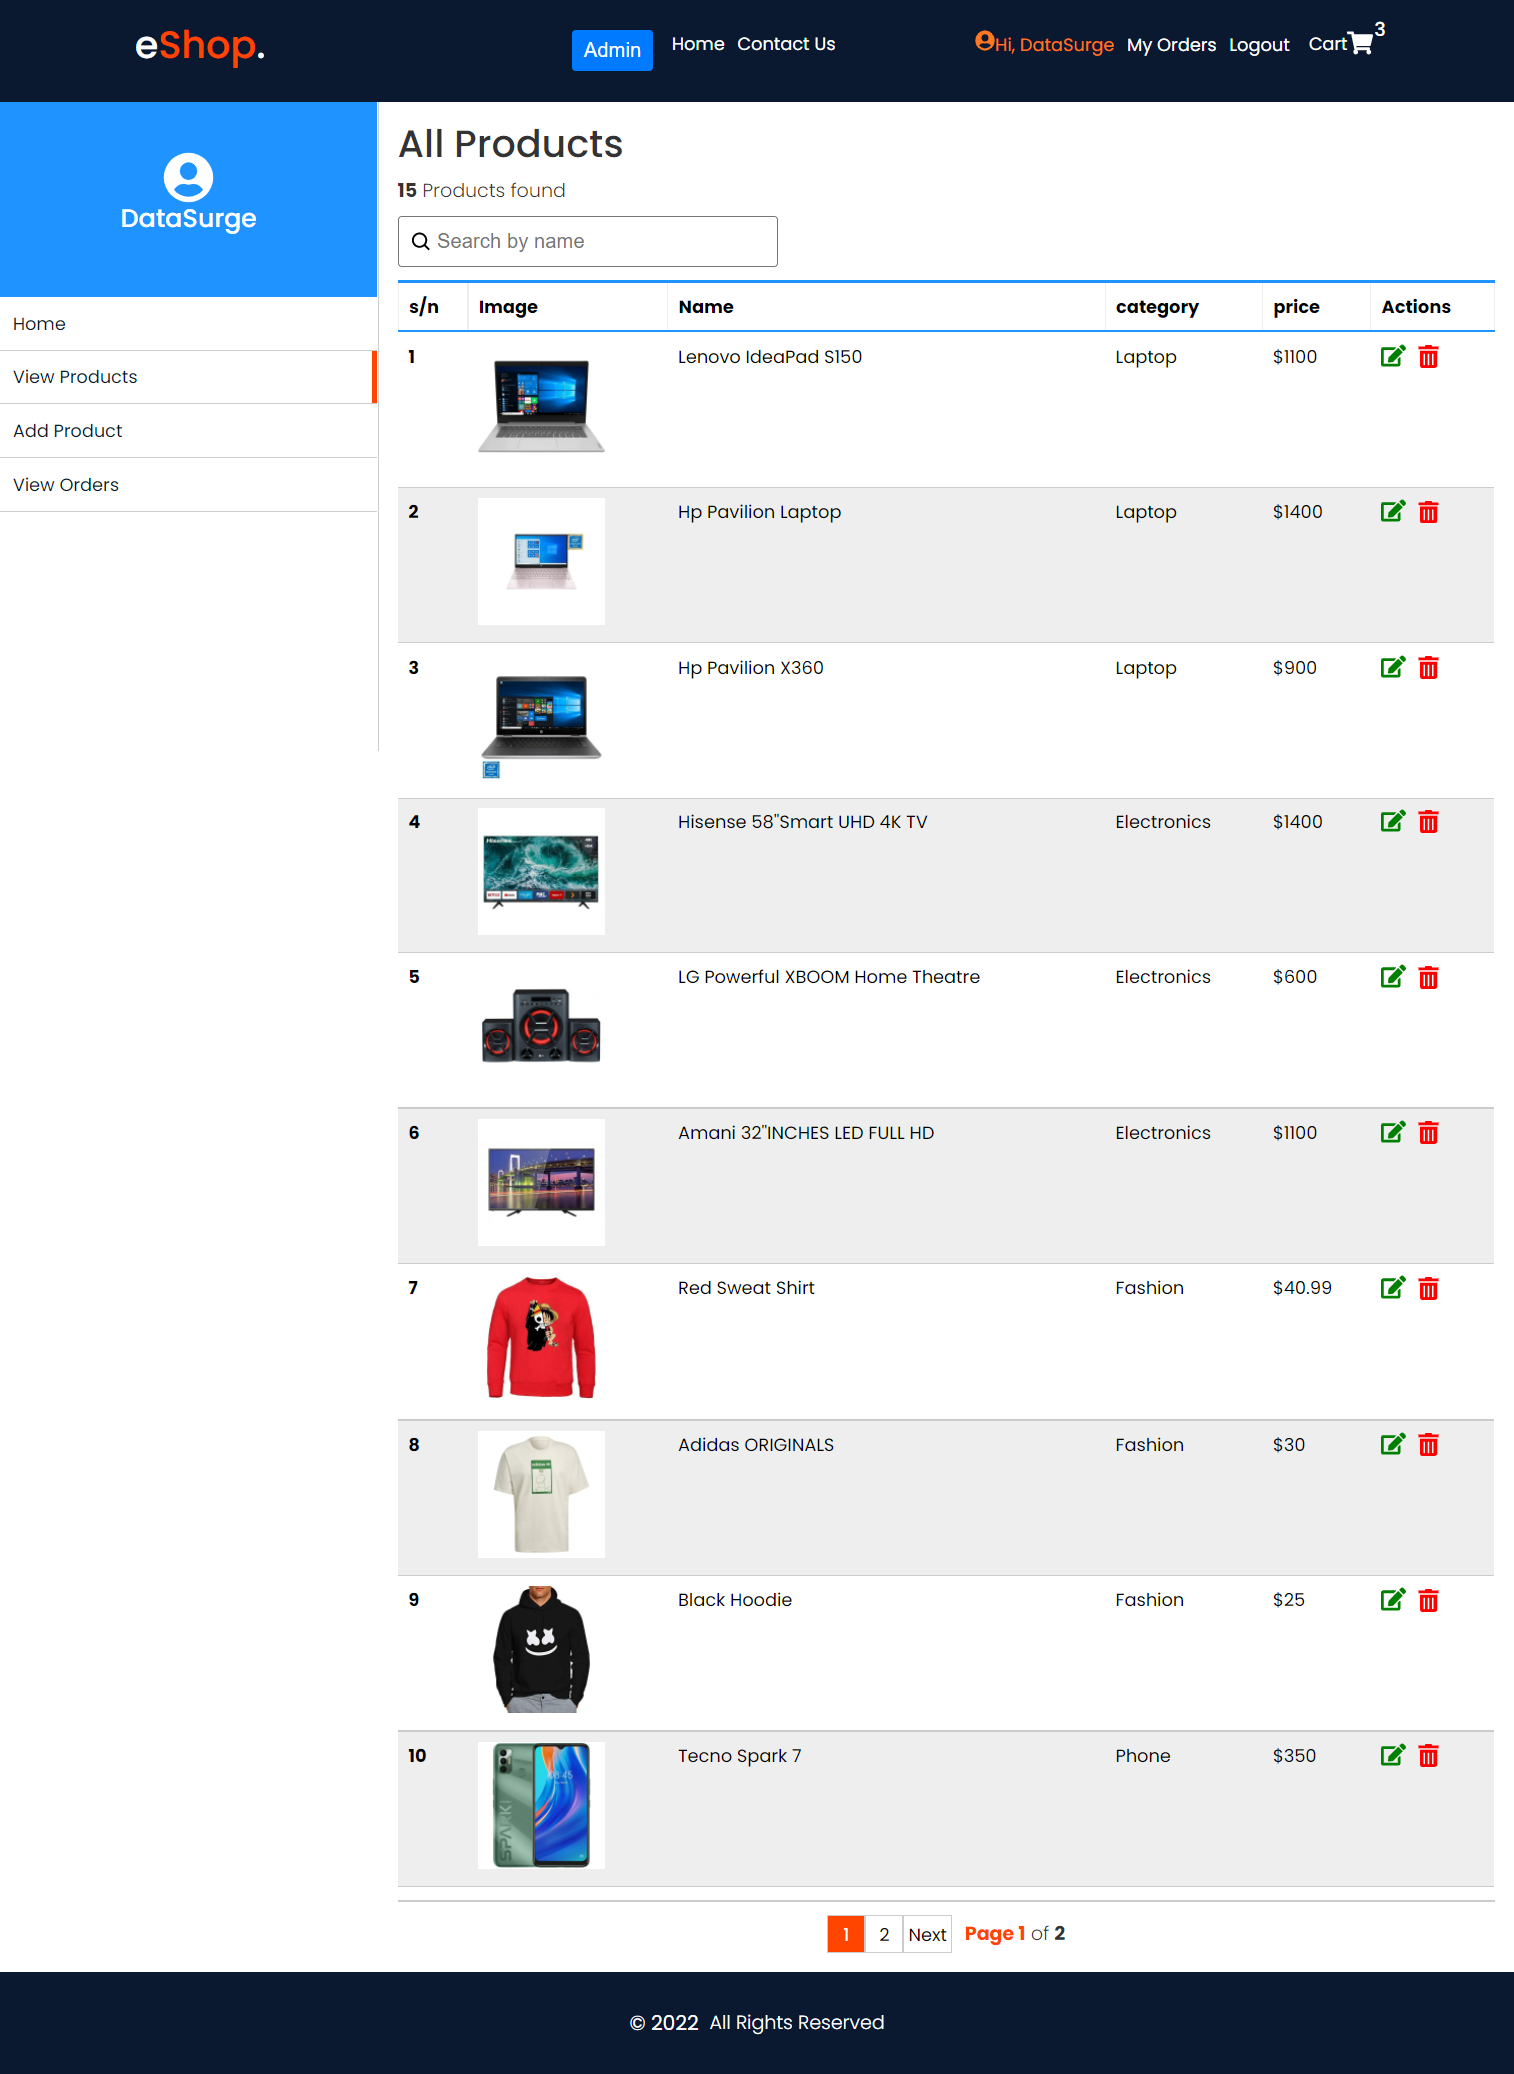 eShop.
Admin Home Contact Us Hi, DataSurge My Orders Logout Cart 3
DataSurge
Home
View Products
Add Product
View Orders
All Products
15 Products found
Search by name
s/n Image Name category price Actions
1 Lenovo IdeaPad S150 Laptop $1100
2 Hp Pavilion Laptop Laptop $1400
3 Hp Pavilion X360 Laptop $900
4 Hisense 58"Smart UHD 4K TV Electronics $1400
5 LG Powerful XBOOM Home Theatre Electronics $600
6 Amani 32"INCHES LED FULL HD Electronics $1100
7 Red Sweat Shirt Fashion $40.99
8 Adidas ORIGINALS Fashion $30
9 Black Hoodie Fashion $25
10 Tecno Spark 7 Phone $350
SPARK
1 2 Next Page 1 of 2
© 2022 All Rights Reserved